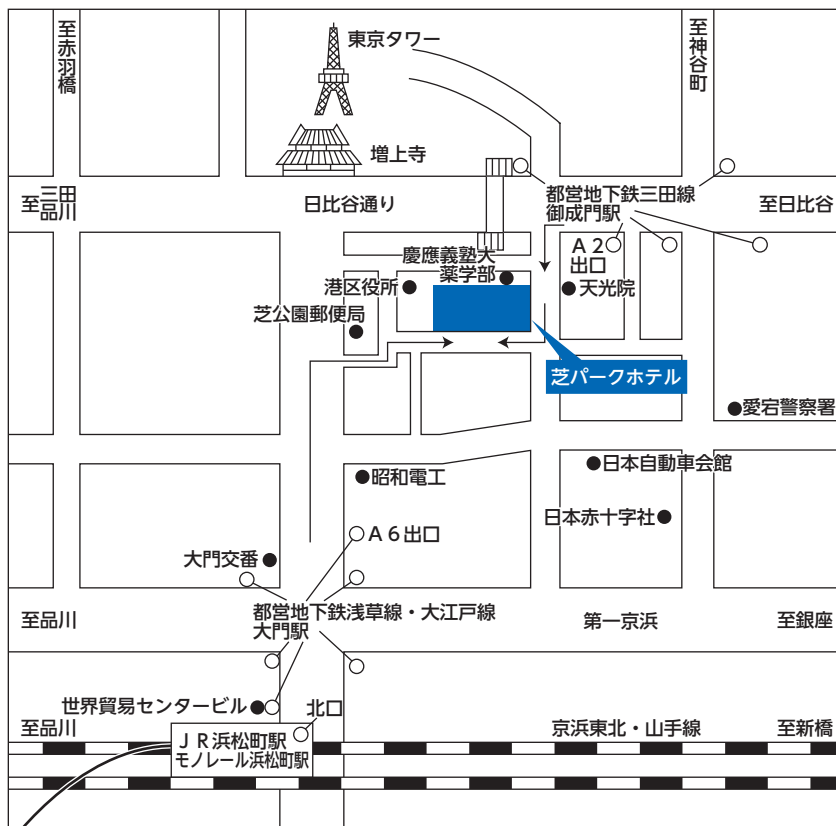 至赤羽橋
東京タワー
至神谷町
増上寺
至三田
品川
日比谷通り
都営地下鉄三田線
御成門駅
至日比谷
A2
出口
慶應義塾大
薬学部
港区役所
天光院
芝公園郵便局
芝パークホテル
愛宕警察署
昭和電工
日本自動車会館
A6出口
日本赤十字社
大門交番
至品川
都営地下鉄浅草線・大江戸線
大門駅
第一京浜
至銀座
世界貿易センタービル
北口
至品川
京浜東北・山手線
至新橋
JR浜松町駅
モノレール浜松町駅